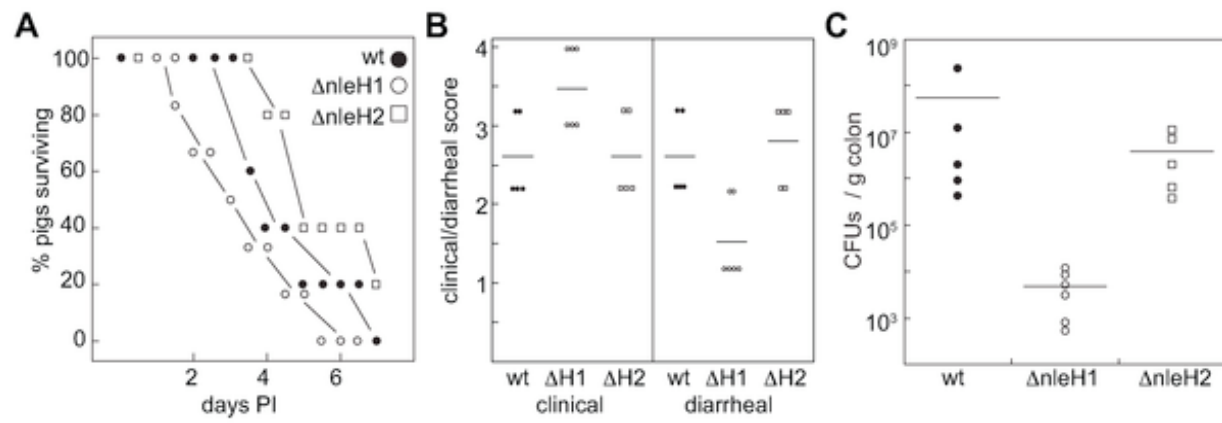 A
% pigs surviving
100
80
60
40
20
0
2 4 6
days PI
wt
ΔnleH1
ΔnleH2
B
clinical/diarrheal score
4
3
2
1
wt ΔH1 ΔH2 wt ΔH1 ΔH2
clinical diarrheal
C
CFUs / g colon
10⁹
10⁷
10⁵
10³
wt ΔnleH1 ΔnleH2